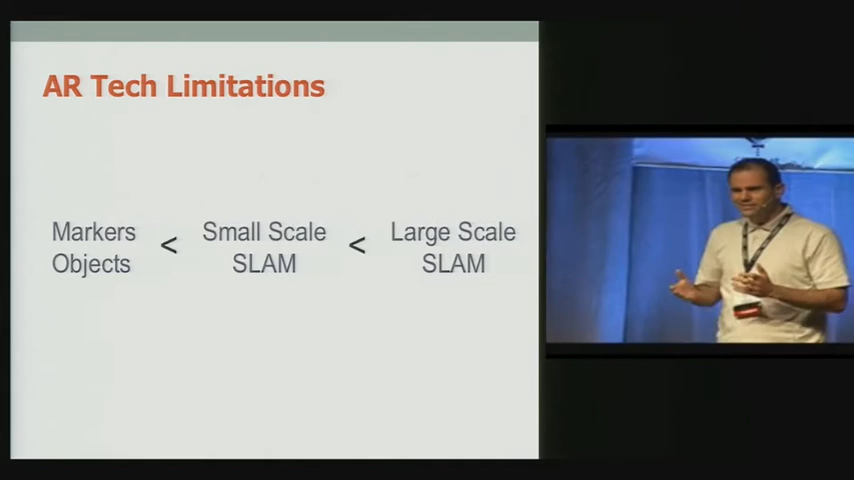 AR Tech Limitations
Markers < Small Scale < Large Scale
Objects SLAM SLAM